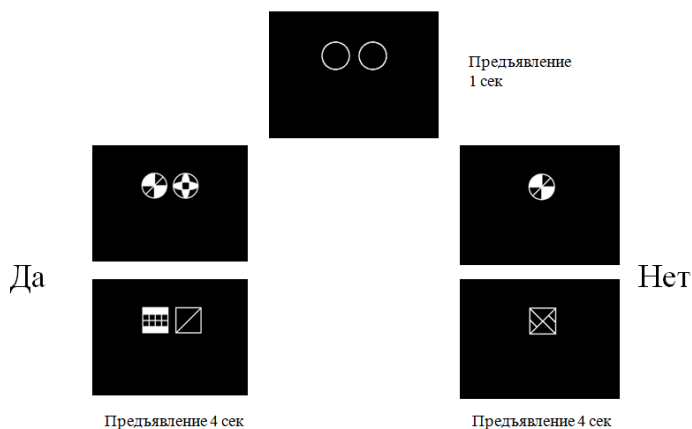 Предъявление
1 сек
Да
Нет
Предъявление 4 сек
Предъявление 4 сек